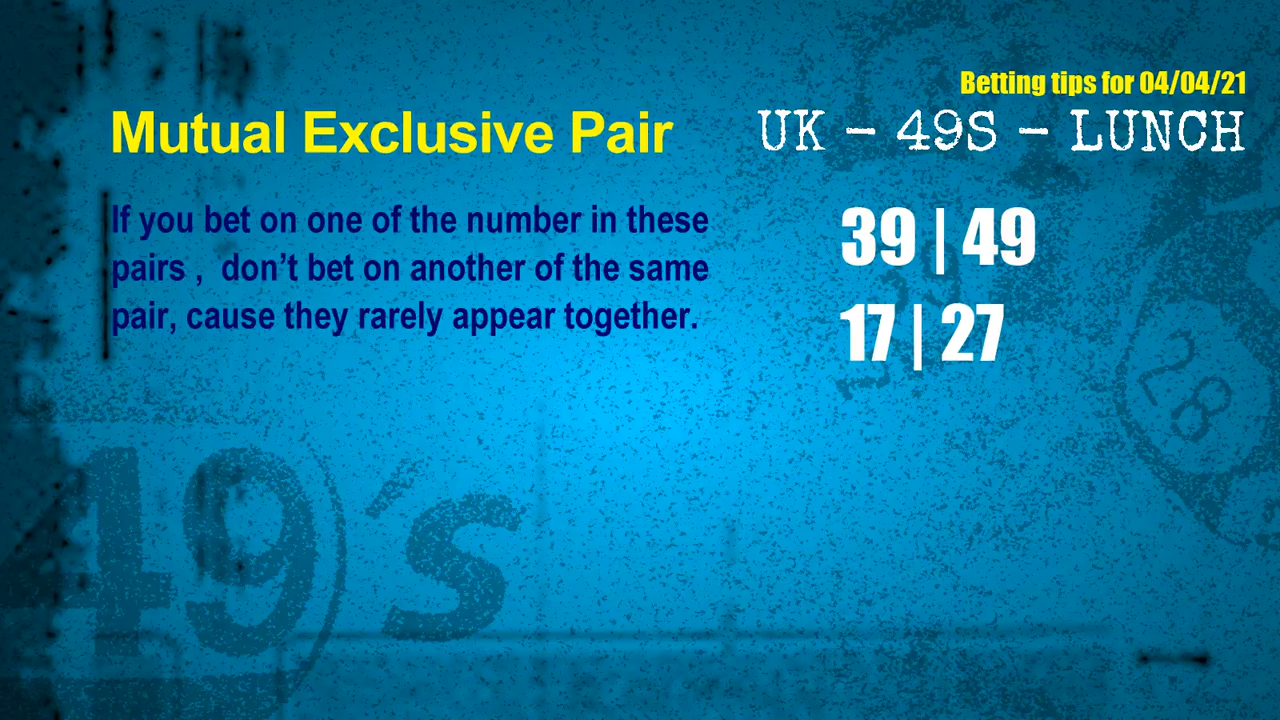 Betting tips for 04/04/21
UK - 49S - LUNCH
Mutual Exclusive Pair
If you bet on one of the number in these
pairs ,  don't bet on another of the same
pair, cause they rarely appear together.
39 | 49
17 | 27
49's
28